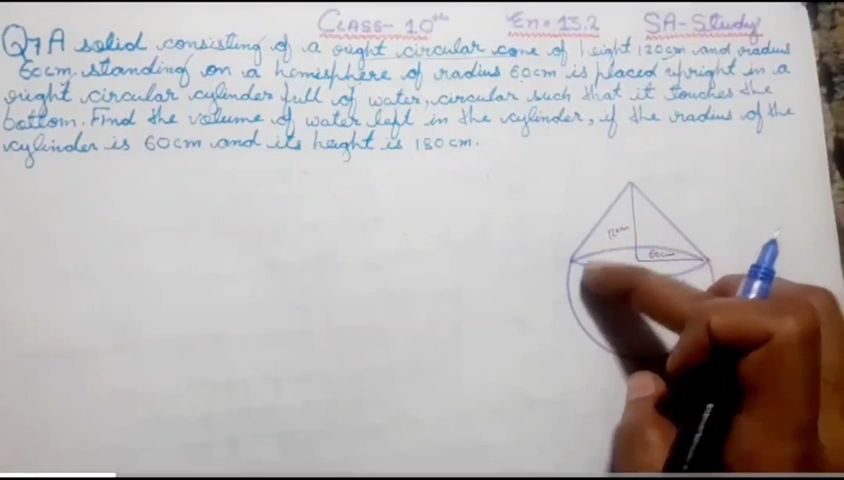 CLASS-10th En=13.2 SA-Study
Q7 A solid consisting of a right circular cone of height 120cm and radius
60cm standing on a hemisphere of radius 60cm is placed upright in a
right circular cylinder full of water, circular such that it touches the
bottom. Find the volume of water left in the cylinder, if the radius of the
cylinder is 60cm and its height is 180cm.
120cm
60cm